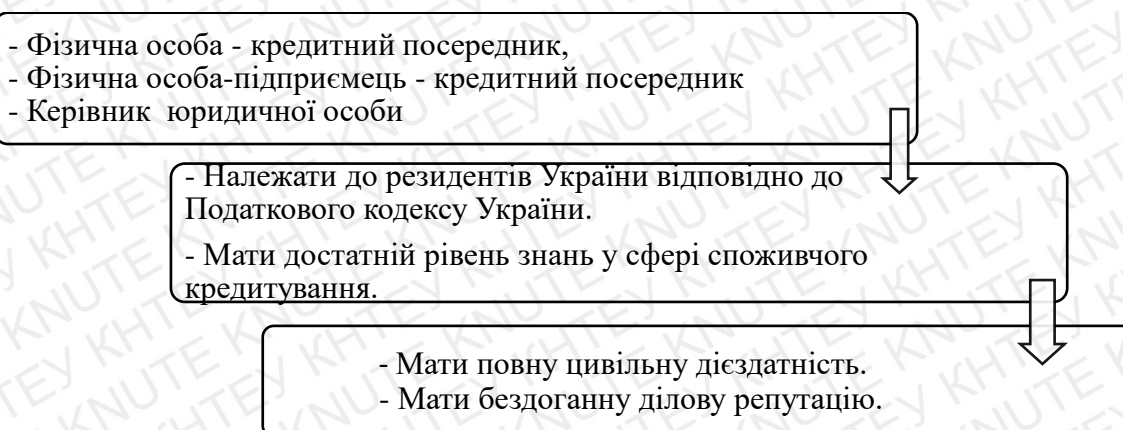 - Фізична особа - кредитний посередник,
- Фізична особа-підприємець - кредитний посередник
- Керівник юридичної особи
- Належати до резидентів України відповідно до
Податкового кодексу України.
- Мати достатній рівень знань у сфері споживчого
кредитування.
- Мати повну цивільну дієздатність.
- Мати бездоганну ділову репутацію.